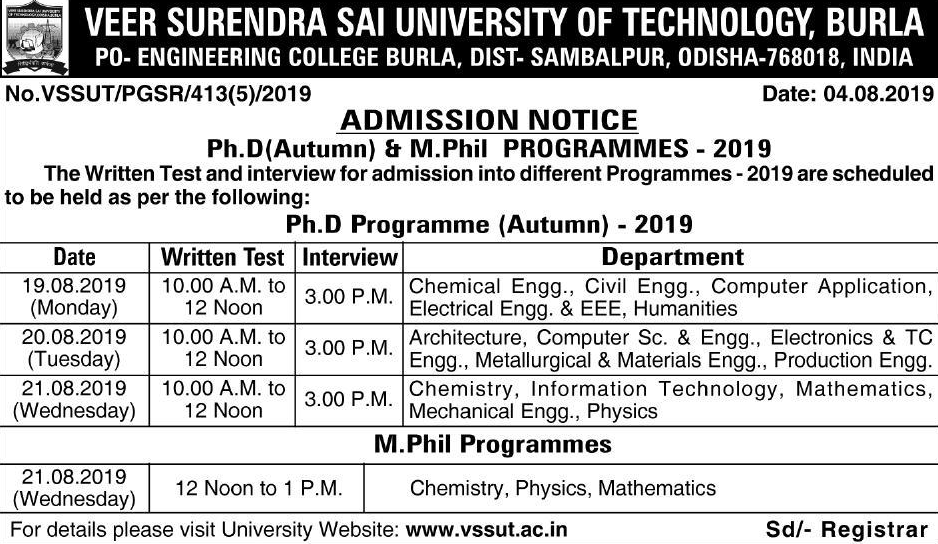 VEER SURENDRA SAI UNIVERSITY OF TECHNOLOGY, BURLA
PO- ENGINEERING COLLEGE BURLA, DIST- SAMBALPUR, ODISHA-768018, INDIA
No.VSSUT/PGSR/413(5)/2019 Date: 04.08.2019
ADMISSION NOTICE
Ph.D(Autumn) & M.Phil PROGRAMMES - 2019
The Written Test and interview for admission into different Programmes - 2019 are scheduled
to be held as per the following:
Ph.D Programme (Autumn) - 2019
Date Written Test Interview Department
19.08.2019 (Monday) 10.00 A.M. to 12 Noon 3.00 P.M. Chemical Engg., Civil Engg., Computer Application,
Electrical Engg. & EEE, Humanities
20.08.2019 (Tuesday) 10.00 A.M. to 12 Noon 3.00 P.M. Architecture, Computer Sc. & Engg., Electronics & TC
Engg., Metallurgical & Materials Engg., Production Engg.
21.08.2019 (Wednesday) 10.00 A.M. to 12 Noon 3.00 P.M. Chemistry, Information Technology, Mathematics,
Mechanical Engg., Physics
M.Phil Programmes
21.08.2019 (Wednesday) 12 Noon to 1 P.M. Chemistry, Physics, Mathematics
For details please visit University Website: www.vssut.ac.in Sd/- Registrar